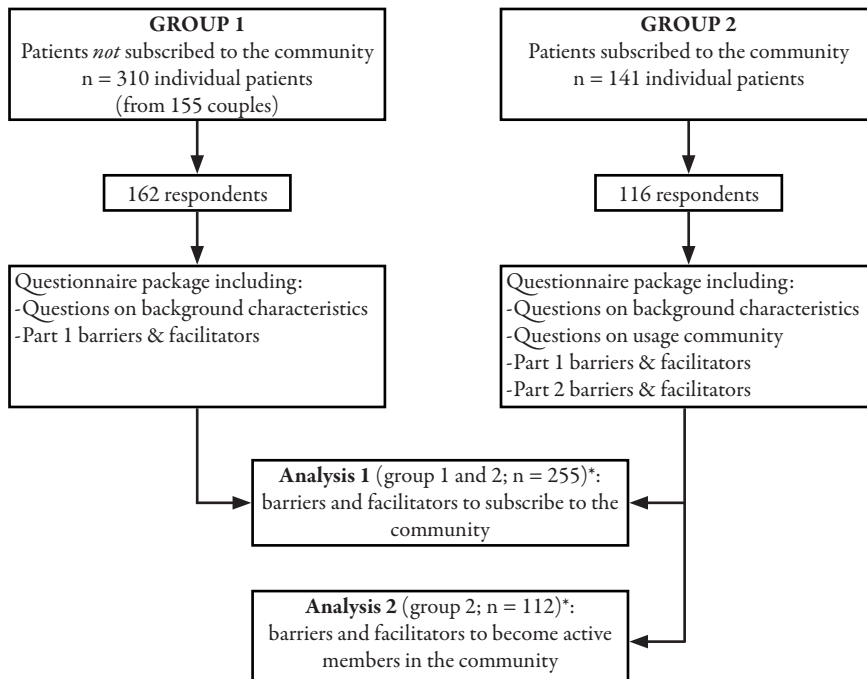 GROUP 1
Patients not subscribed to the community
n = 310 individual patients
(from 155 couples)
GROUP 2
Patients subscribed to the community
n = 141 individual patients
162 respondents
116 respondents
Questionnaire package including:
-Questions on background characteristics
-Part 1 barriers & facilitators
Questionnaire package including:
-Questions on background characteristics
-Questions on usage community
-Part 1 barriers & facilitators
-Part 2 barriers & facilitators
Analysis 1 (group 1 and 2; n = 255)*:
barriers and facilitators to subscribe to the
community
Analysis 2 (group 2; n = 112)*:
barriers and facilitators to become active
members in the community